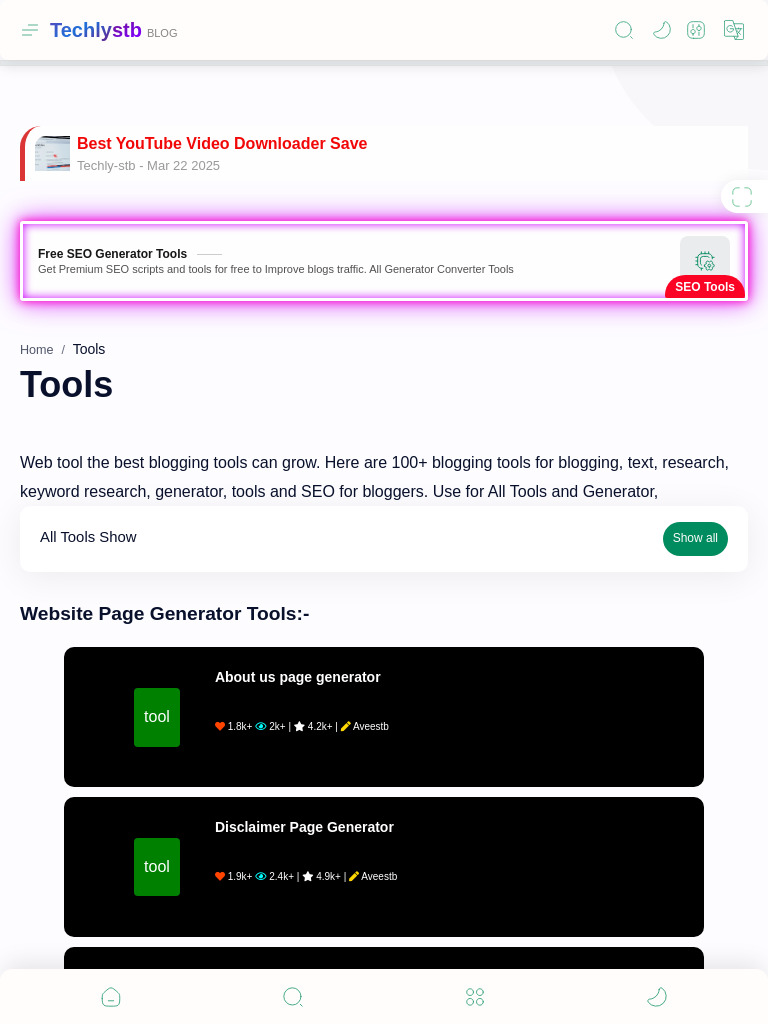 Techlystb BLOG
Best YouTube Video Downloader Save
Techly-stb - Mar 22 2025
Free SEO Generator Tools
Get Premium SEO scripts and tools for free to Improve blogs traffic. All Generator Converter Tools
SEO Tools
Home / Tools
Tools
Web tool the best blogging tools can grow. Here are 100+ blogging tools for blogging, text, research,
keyword research, generator, tools and SEO for bloggers. Use for All Tools and Generator,
All Tools Show
Show all
Website Page Generator Tools:-
About us page generator
tool
1.8k+ 2k+ | 4.2k+ | Aveestb
Disclaimer Page Generator
tool
1.9k+ 2.4k+ | 4.9k+ | Aveestb